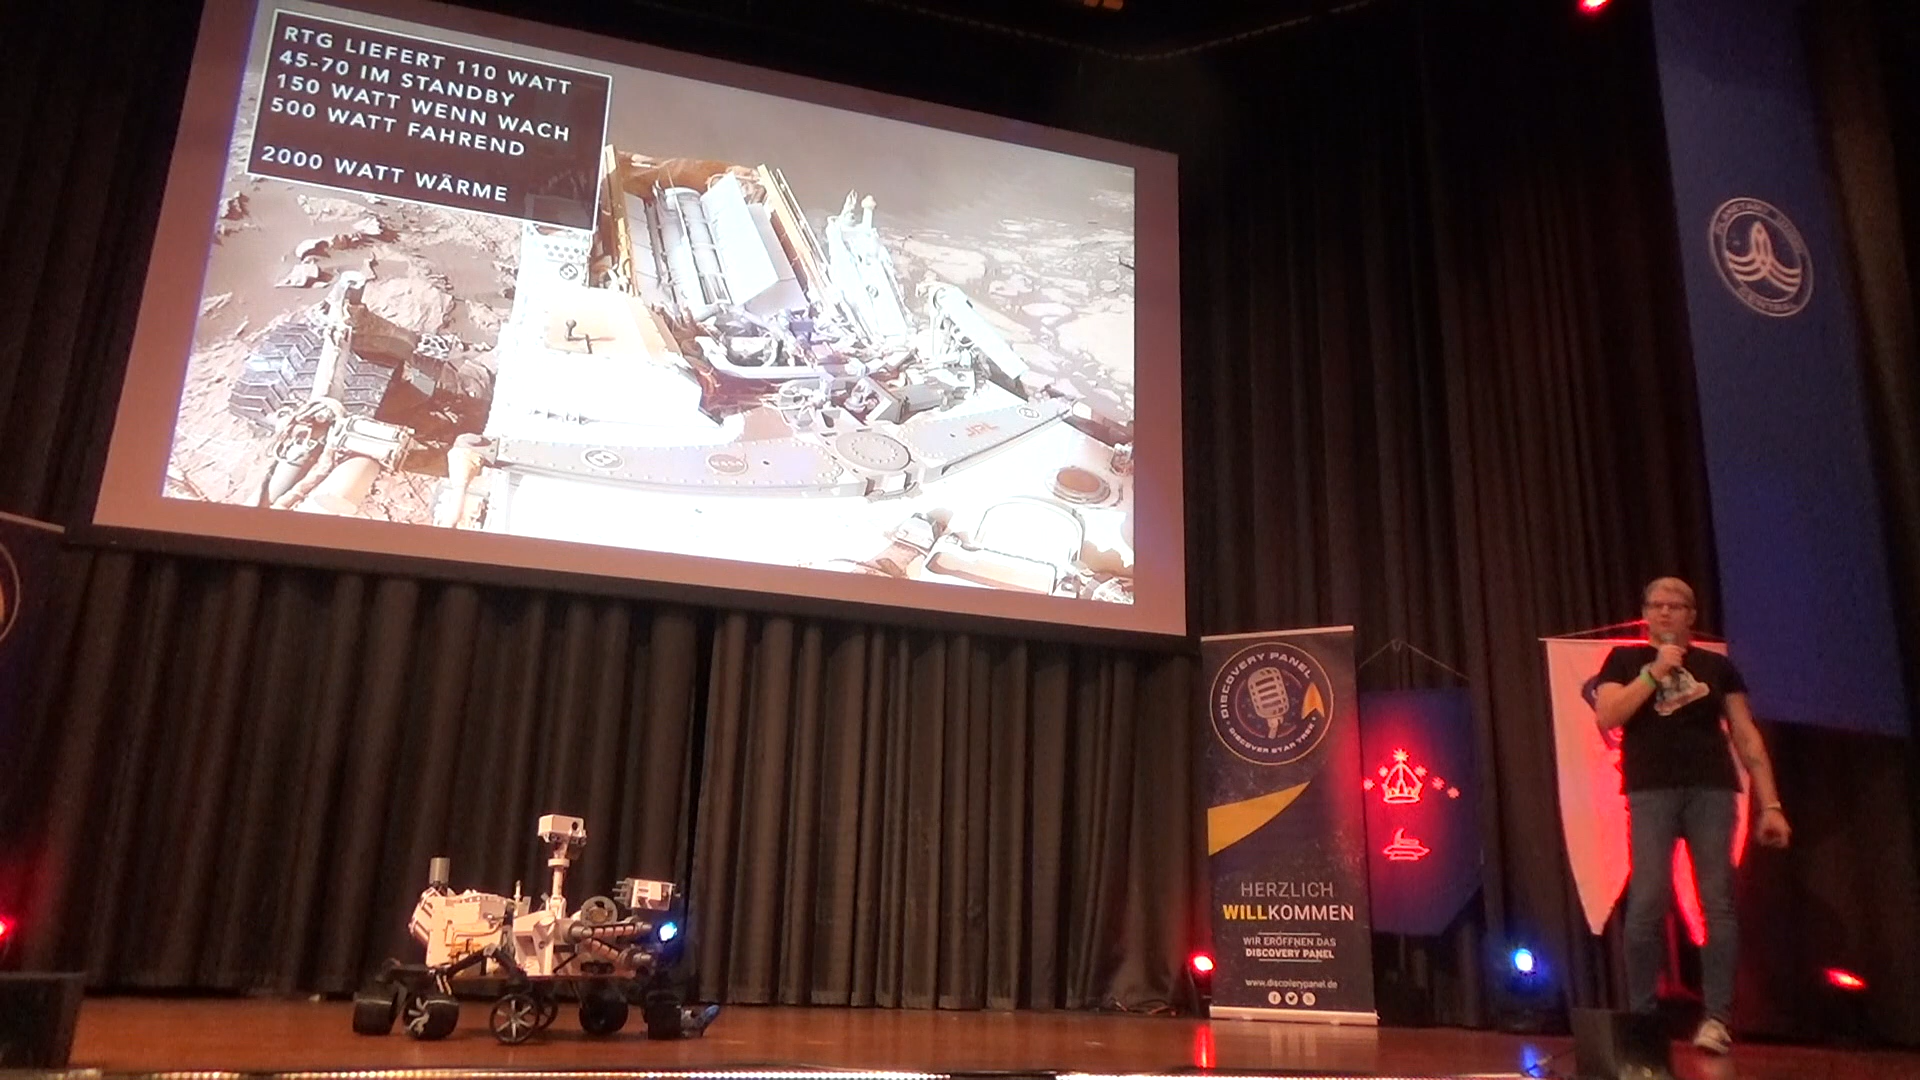 RTG LIEFERT 110 WATT
45-70 IM STANDBY
150 WATT WENN WACH
500 WATT FAHREND
2000 WATT WÄRME
NASA
JPL
DISCOVERY PANEL
DISCOVER STAR TREK
HERZLICH
WILLKOMMEN
WIR ERÖFFNEN DAS
DISCOVERY PANEL
www.discoverypanel.de